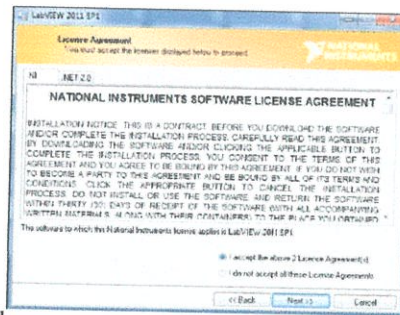 LabVIEW 2011 SP1
License Agreement
You must accept the licenses displayed below to proceed.
NATIONAL INSTRUMENTS
NI .NET 2.0
NATIONAL INSTRUMENTS SOFTWARE LICENSE AGREEMENT
INSTALLATION NOTICE: THIS IS A CONTRACT. BEFORE YOU DOWNLOAD THE SOFTWARE
AND/OR COMPLETE THE INSTALLATION PROCESS, CAREFULLY READ THIS AGREEMENT.
BY DOWNLOADING THE SOFTWARE AND/OR CLICKING THE APPLICABLE BUTTON TO
COMPLETE THE INSTALLATION PROCESS, YOU CONSENT TO THE TERMS OF THIS
AGREEMENT AND YOU AGREE TO BE BOUND BY THIS AGREEMENT. IF YOU DO NOT WISH
TO BECOME A PARTY TO THIS AGREEMENT AND BE BOUND BY ALL OF ITS TERMS AND
CONDITIONS, CLICK THE APPROPRIATE BUTTON TO CANCEL THE INSTALLATION
PROCESS, DO NOT INSTALL OR USE THE SOFTWARE, AND RETURN THE SOFTWARE
WITHIN THIRTY (30) DAYS OF RECEIPT OF THE SOFTWARE (WITH ALL ACCOMPANYING
WRITTEN MATERIALS, ALONG WITH THEIR CONTAINERS) TO THE PLACE YOU OBTAINED
The software to which this National Instruments license applies is LabVIEW 2011 SP1.
I accept the above 2 License Agreement(s).
I do not accept all these License Agreements.
<< Back Next >> Cancel